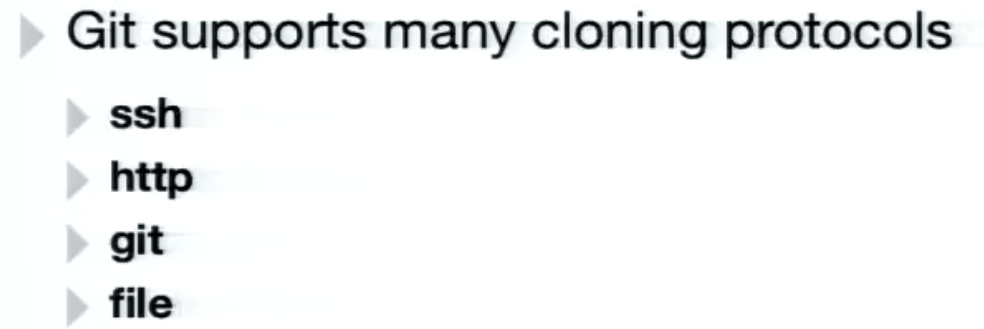 Git supports many cloning protocols
ssh
http
git
file